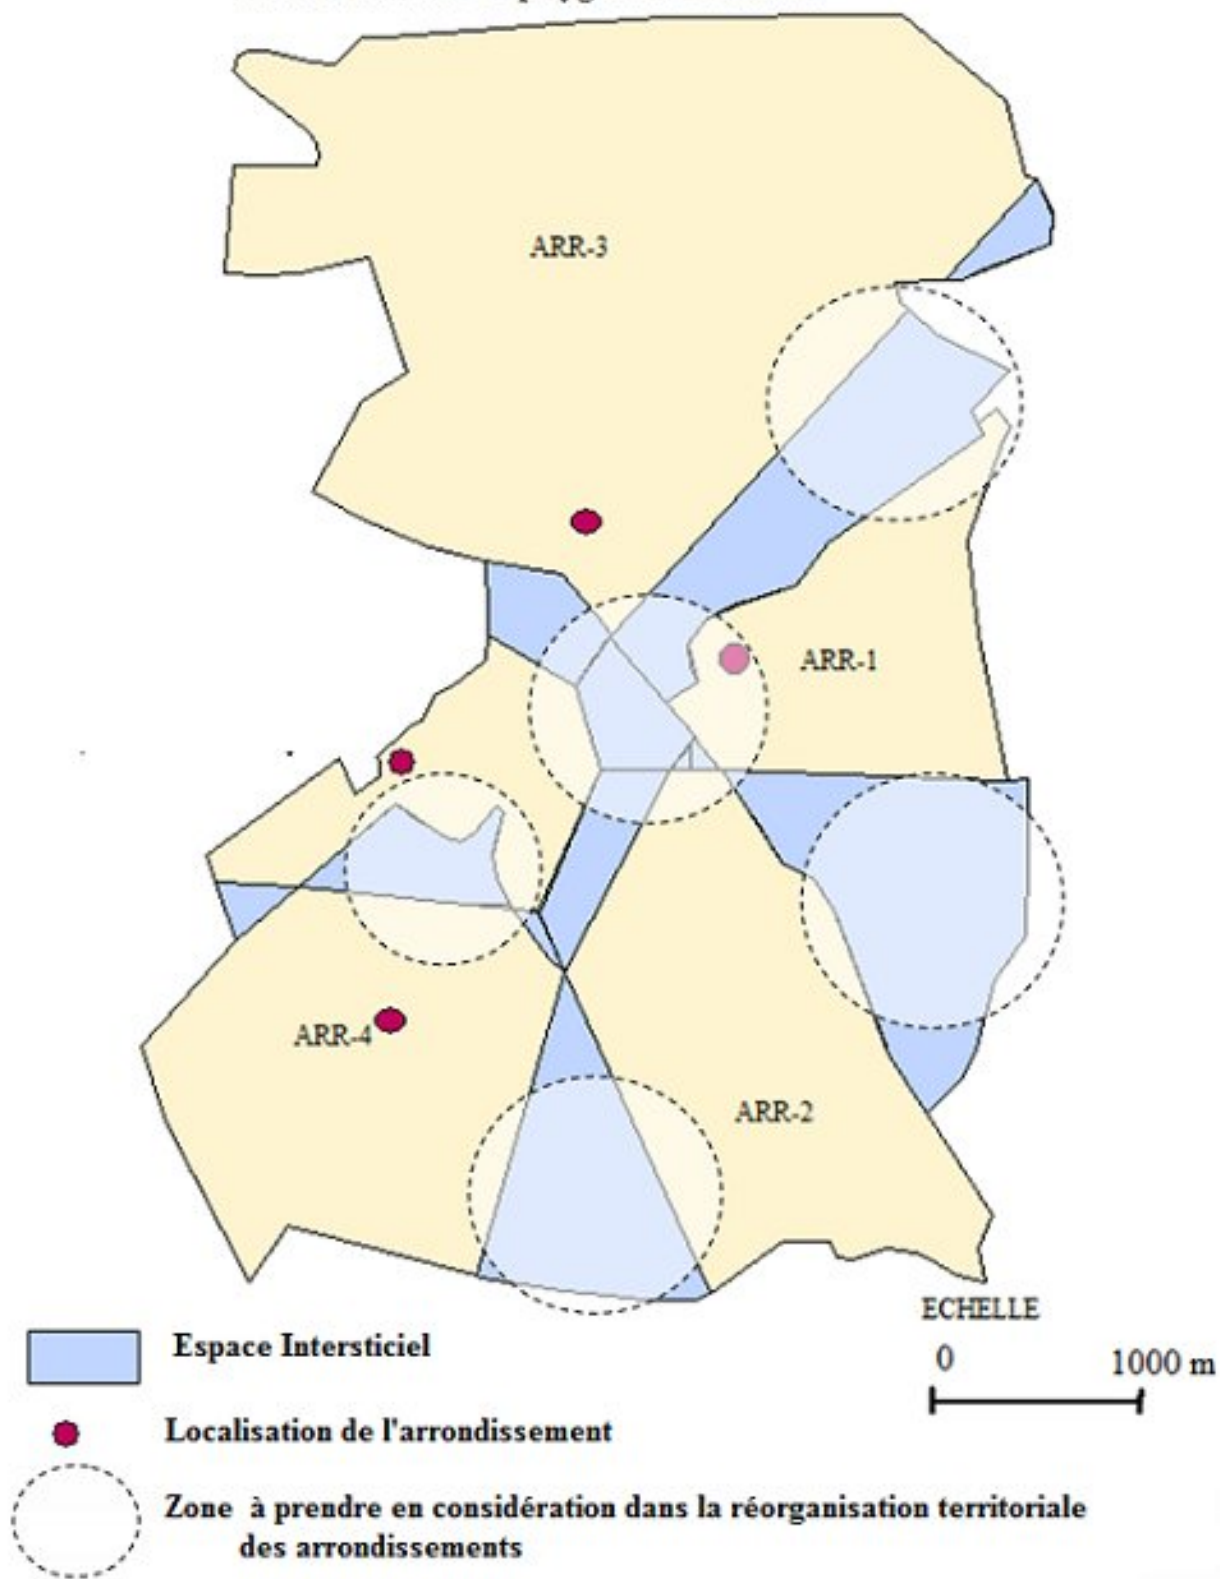 ARR-3
ARR-1
ARR-4
ARR-2
ECHELLE
0 1000 m
Espace Intersticiel
Localisation de l'arrondissement
Zone à prendre en considération dans la réorganisation territoriale
des arrondissements